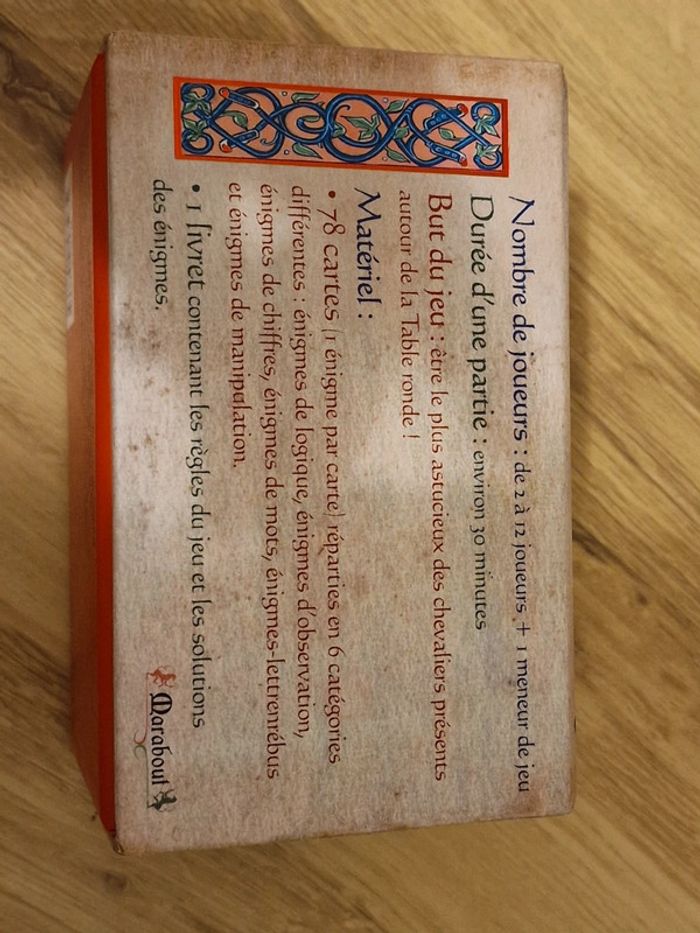 Nombre de joueurs : de 2 à 12 joueurs + 1 meneur de jeu
Durée d'une partie : environ 30 minutes
But du jeu : être le plus astucieux des chevaliers présents
autour de la Table ronde !
Matériel :
• 78 cartes (1 énigme par carte) réparties en 6 catégories
différentes : énigmes de logique, énigmes d'observation,
énigmes de chiffres, énigmes de mots, énigmes-lettrenrébus
et énigmes de manipulation.
• 1 livret contenant les règles du jeu et les solutions
des énigmes.
Marabout